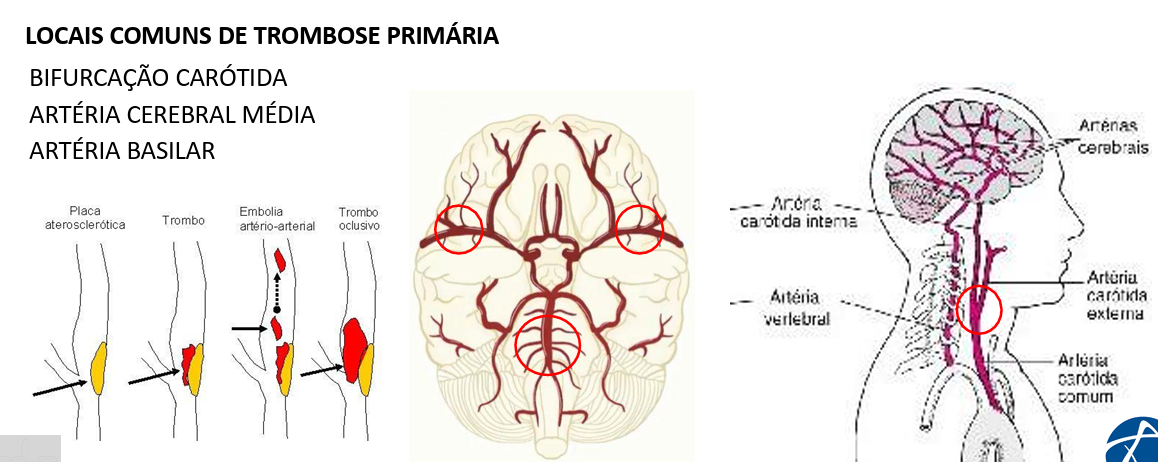 LOCAIS COMUNS DE TROMBOSE PRIMÁRIA
BIFURCAÇÃO CARÓTIDA
ARTÉRIA CEREBRAL MÉDIA
ARTÉRIA BASILAR
Placa
aterosclerótica
Trombo
Embolia
artério-arterial
Trombo
oclusivo
Artérias
cerebrais
Artéria
carótida interna
Artéria
vertebral
Artéria
carótida
externa
Artéria
carótida
comum